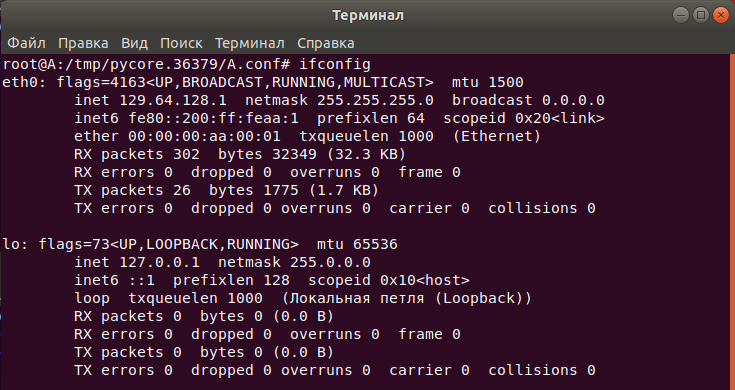 Терминал
Файл Правка Вид Поиск Терминал Справка
root@A:/tmp/pycore.36379/A.conf# ifconfig
eth0: flags=4163<UP,BROADCAST,RUNNING,MULTICAST>  mtu 1500
        inet 129.64.128.1  netmask 255.255.255.0  broadcast 0.0.0.0
        inet6 fe80::200:ff:feaa:1  prefixlen 64  scopeid 0x20<link>
        ether 00:00:00:aa:00:01  txqueuelen 1000  (Ethernet)
        RX packets 302  bytes 32349 (32.3 KB)
        RX errors 0  dropped 0  overruns 0  frame 0
        TX packets 26  bytes 1775 (1.7 KB)
        TX errors 0  dropped 0 overruns 0  carrier 0  collisions 0

lo: flags=73<UP,LOOPBACK,RUNNING>  mtu 65536
        inet 127.0.0.1  netmask 255.0.0.0
        inet6 ::1  prefixlen 128  scopeid 0x10<host>
        loop  txqueuelen 1000  (Локальная петля (Loopback))
        RX packets 0  bytes 0 (0.0 B)
        RX errors 0  dropped 0  overruns 0  frame 0
        TX packets 0  bytes 0 (0.0 B)
        TX errors 0  dropped 0 overruns 0  carrier 0  collisions 0